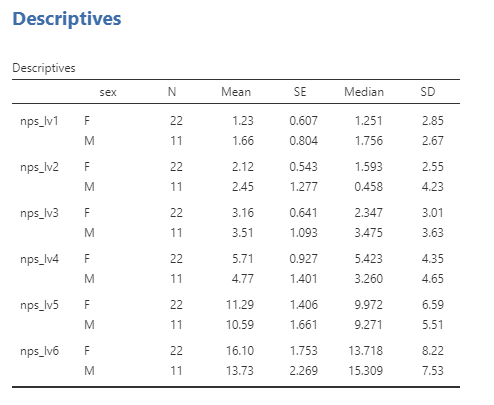 Descriptives
Descriptives
sex N Mean SE Median SD
nps_lv1 F 22 1.23 0.607 1.251 2.85
M 11 1.66 0.804 1.756 2.67
nps_lv2 F 22 2.12 0.543 1.593 2.55
M 11 2.45 1.277 0.458 4.23
nps_lv3 F 22 3.16 0.641 2.347 3.01
M 11 3.51 1.093 3.475 3.63
nps_lv4 F 22 5.71 0.927 5.423 4.35
M 11 4.77 1.401 3.260 4.65
nps_lv5 F 22 11.29 1.406 9.972 6.59
M 11 10.59 1.661 9.271 5.51
nps_lv6 F 22 16.10 1.753 13.718 8.22
M 11 13.73 2.269 15.309 7.53